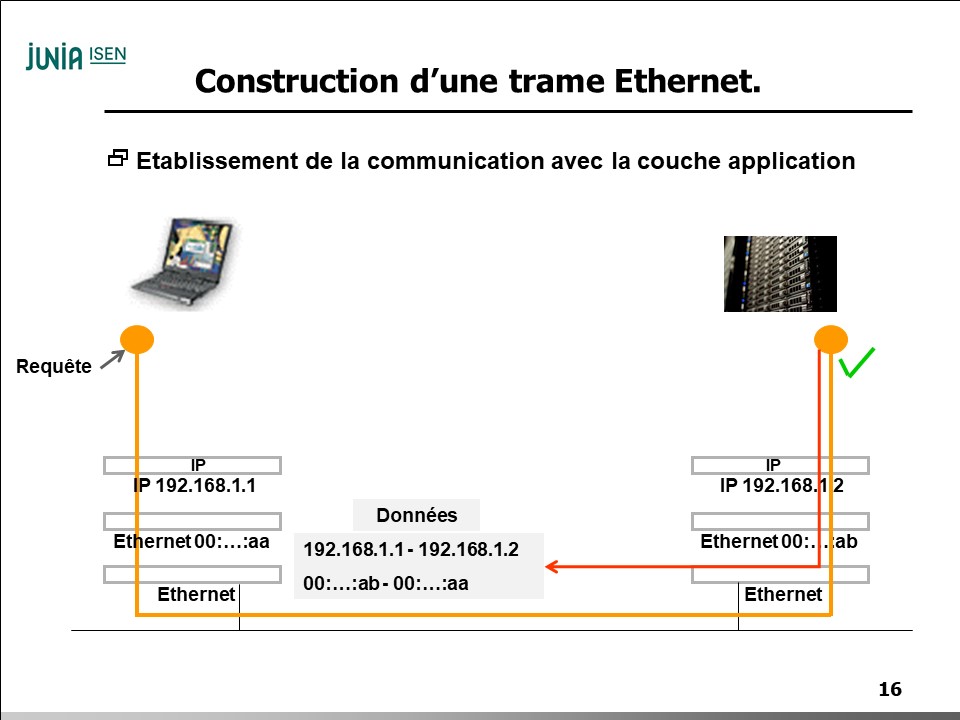 JUNIA ISEN
Construction d’une trame Ethernet.
Etablissement de la communication avec la couche application
Requête
IP
IP 192.168.1.1
Ethernet 00:…:aa
Ethernet
Données
192.168.1.1 - 192.168.1.2
00:…:ab - 00:…:aa
IP
IP 192.168.1.2
Ethernet 00:…:ab
Ethernet
16